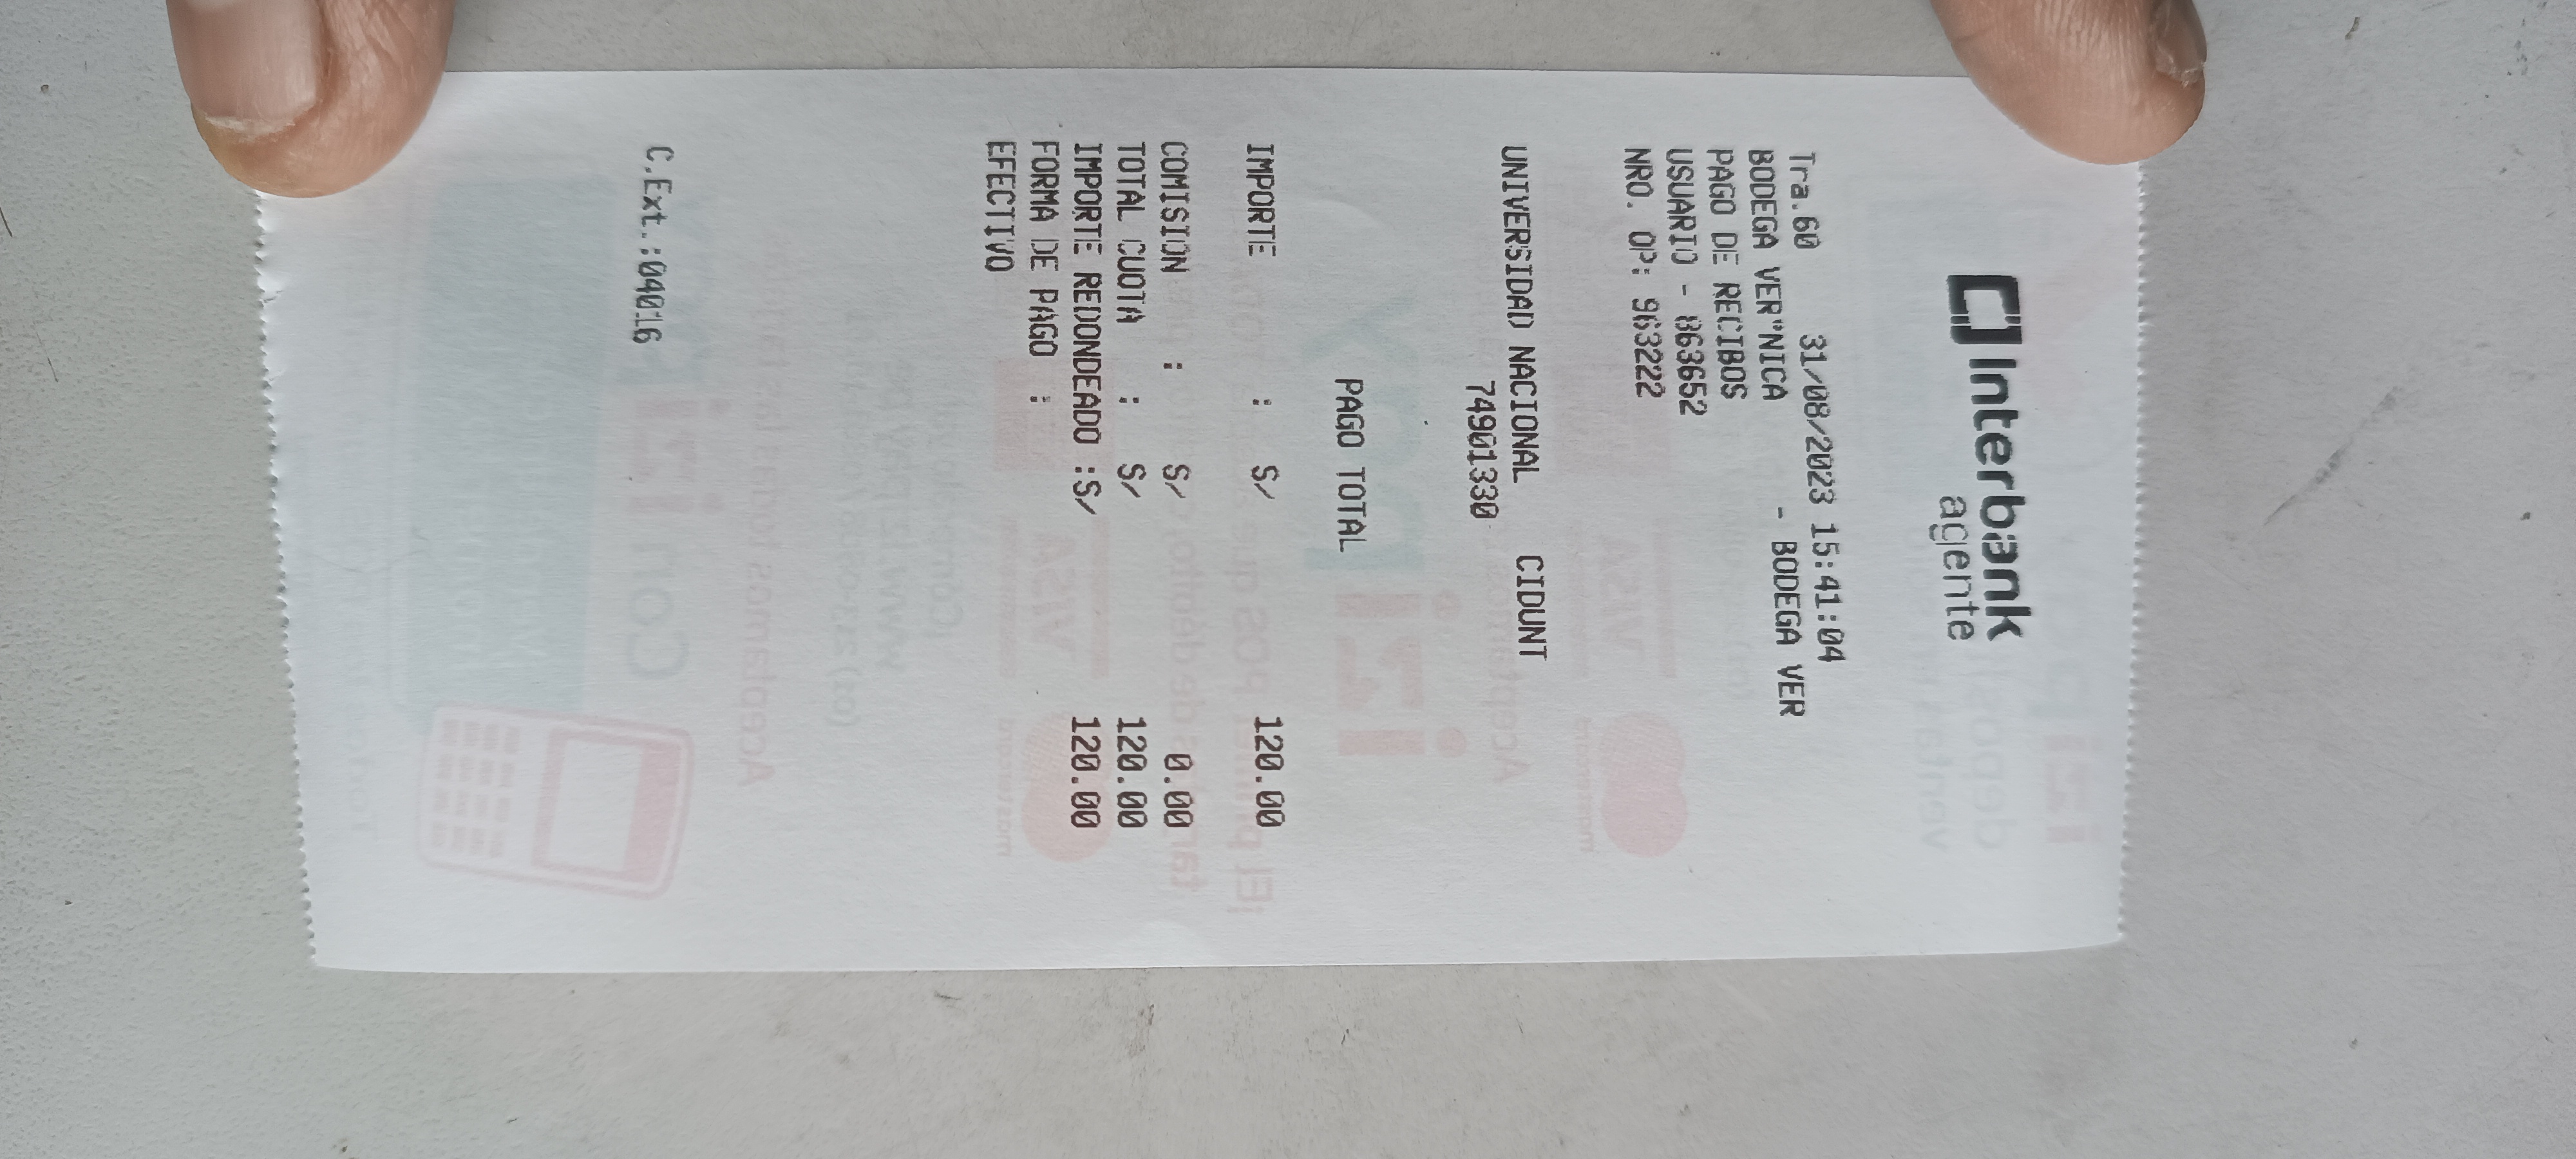 Interbank
agente
Tra.60 31/08/2023 15:41:04
BODEGA VER"NICA - BODEGA VER
PAGO DE RECIBOS
USUARIO - 863652
NRO. OP: 963222
UNIVERSIDAD NACIONAL CIDUNT
74901330
PAGO TOTAL
IMPORTE : S/ 120.00
COMISION : S/ 0.00
TOTAL CUOTA : S/ 120.00
IMPORTE REDONDEADO :S/ 120.00
FORMA DE PAGO :
EFECTIVO
C.Ext.:040316